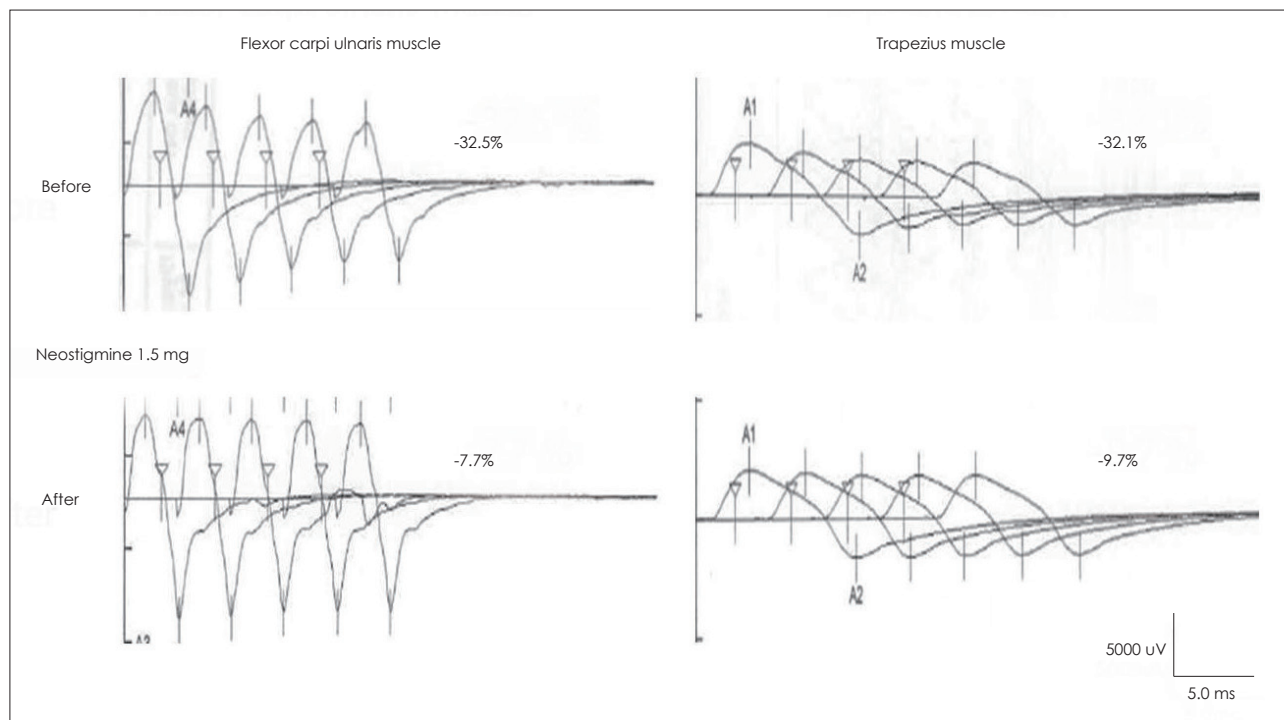 Flexor carpi ulnaris muscle
Trapezius muscle
Before
A4
-32.5%
A1
-32.1%
A2
Neostigmine 1.5 mg
After
A4
-7.7%
A1
-9.7%
A2
5000 uV
5.0 ms